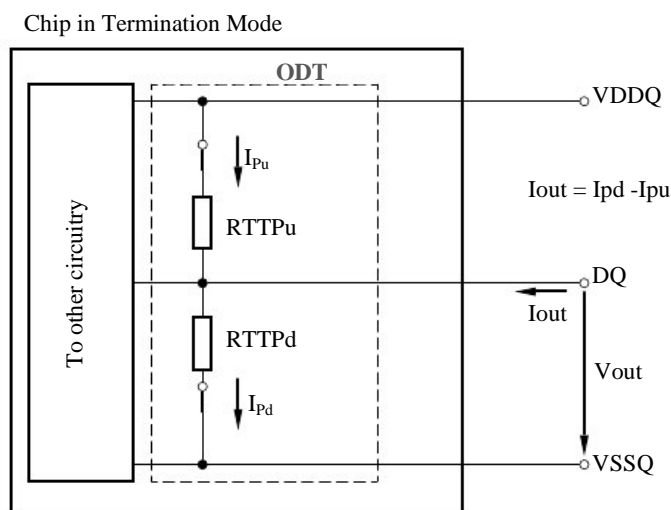 Chip in Termination Mode
ODT
VDDQ
IPu
Iout = Ipd -Ipu
RTTPu
To other circuitry
DQ
Iout
RTTPd
Vout
IPd
VSSQ